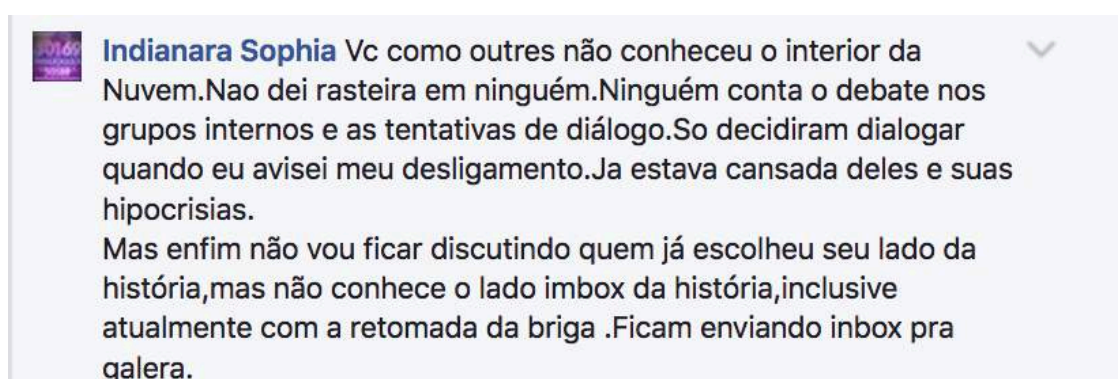 Indianara Sophia Vc como outres não conheceu o interior da
Nuvem.Nao dei rasteira em ninguém.Ninguém conta o debate nos
grupos internos e as tentativas de diálogo.So decidiram dialogar
quando eu avisei meu desligamento.Ja estava cansada deles e suas
hipocrisias.
Mas enfim não vou ficar discutindo quem já escolheu seu lado da
história,mas não conhece o lado imbox da história,inclusive
atualmente com a retomada da briga .Ficam enviando inbox pra
galera.